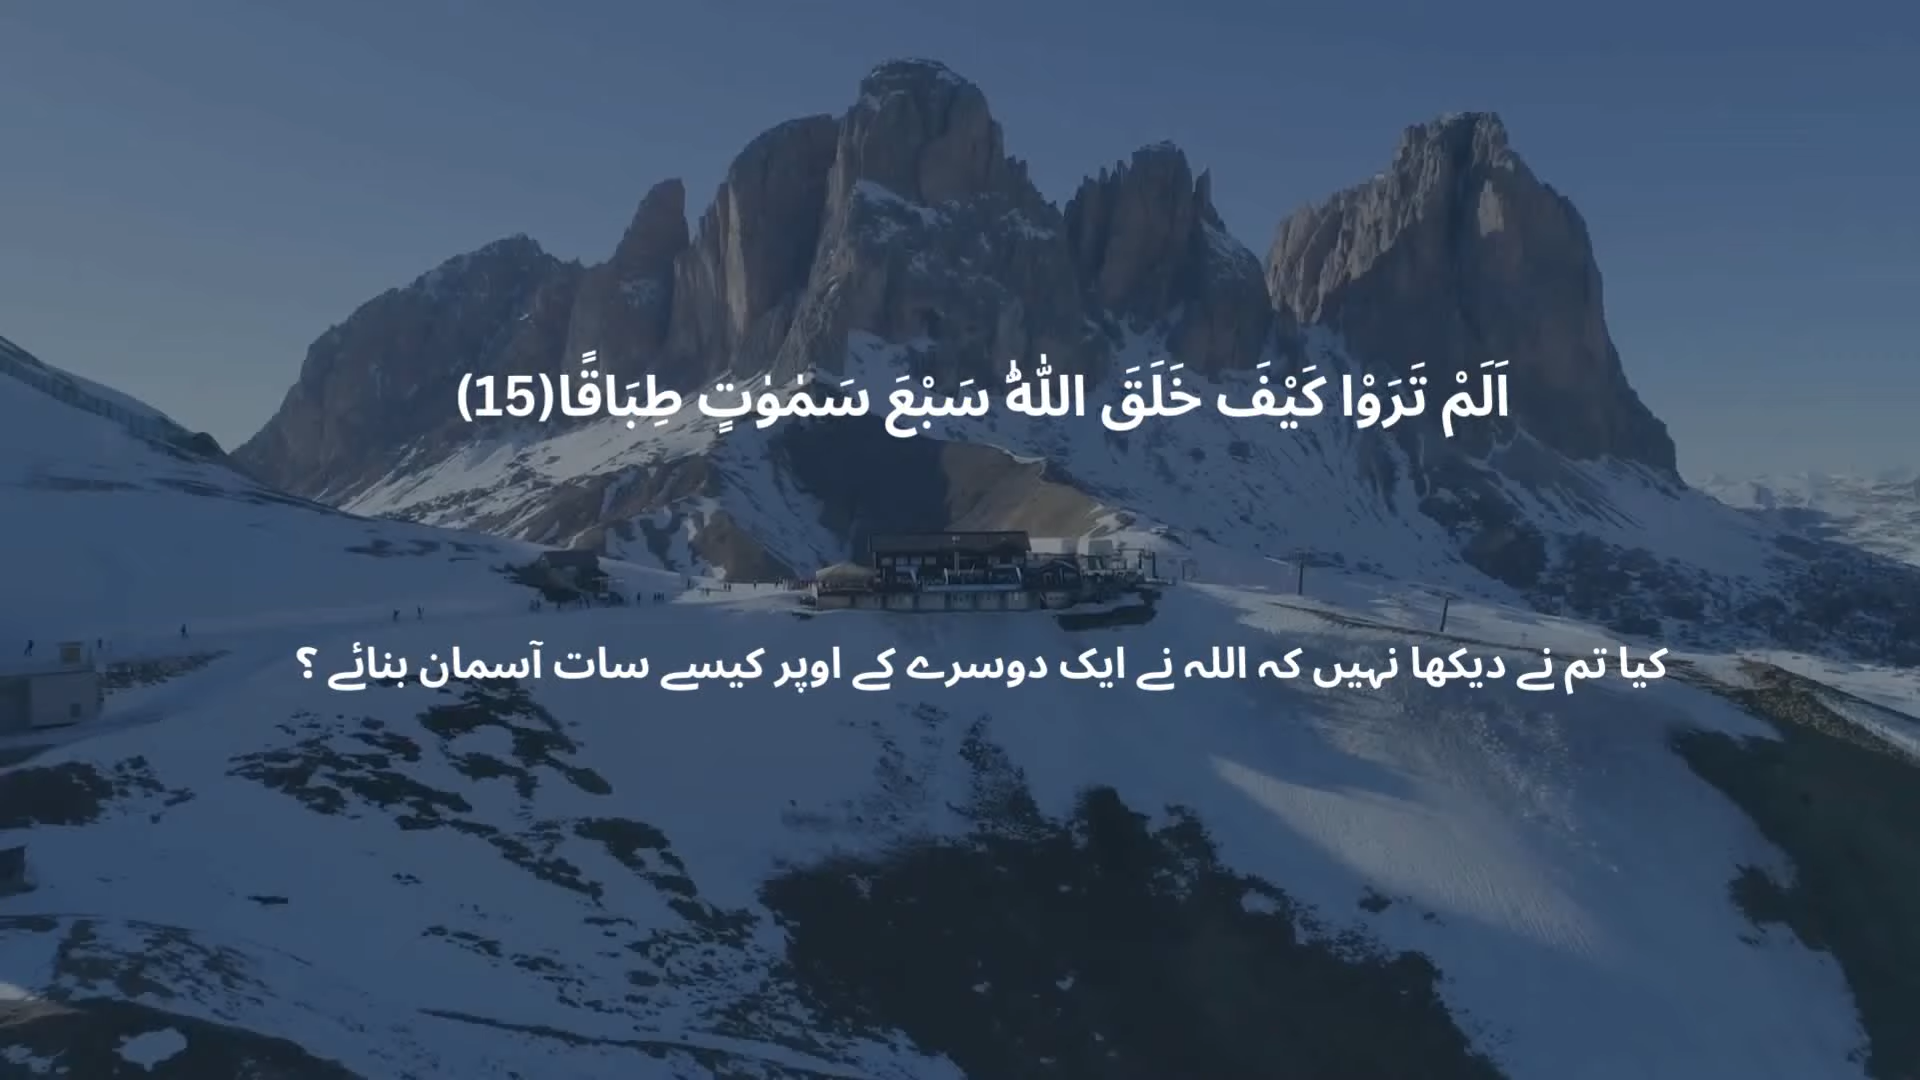 اَلَمْ تَرَوْا كَیْفَ خَلَقَ اللّٰهُ سَبْعَ سَمٰوٰتٍ طِبَاقًا(15)
کیا تم نے دیکھا نہیں کہ اللہ نے ایک دوسرے کے اوپر کیسے سات آسمان بنائے ؟